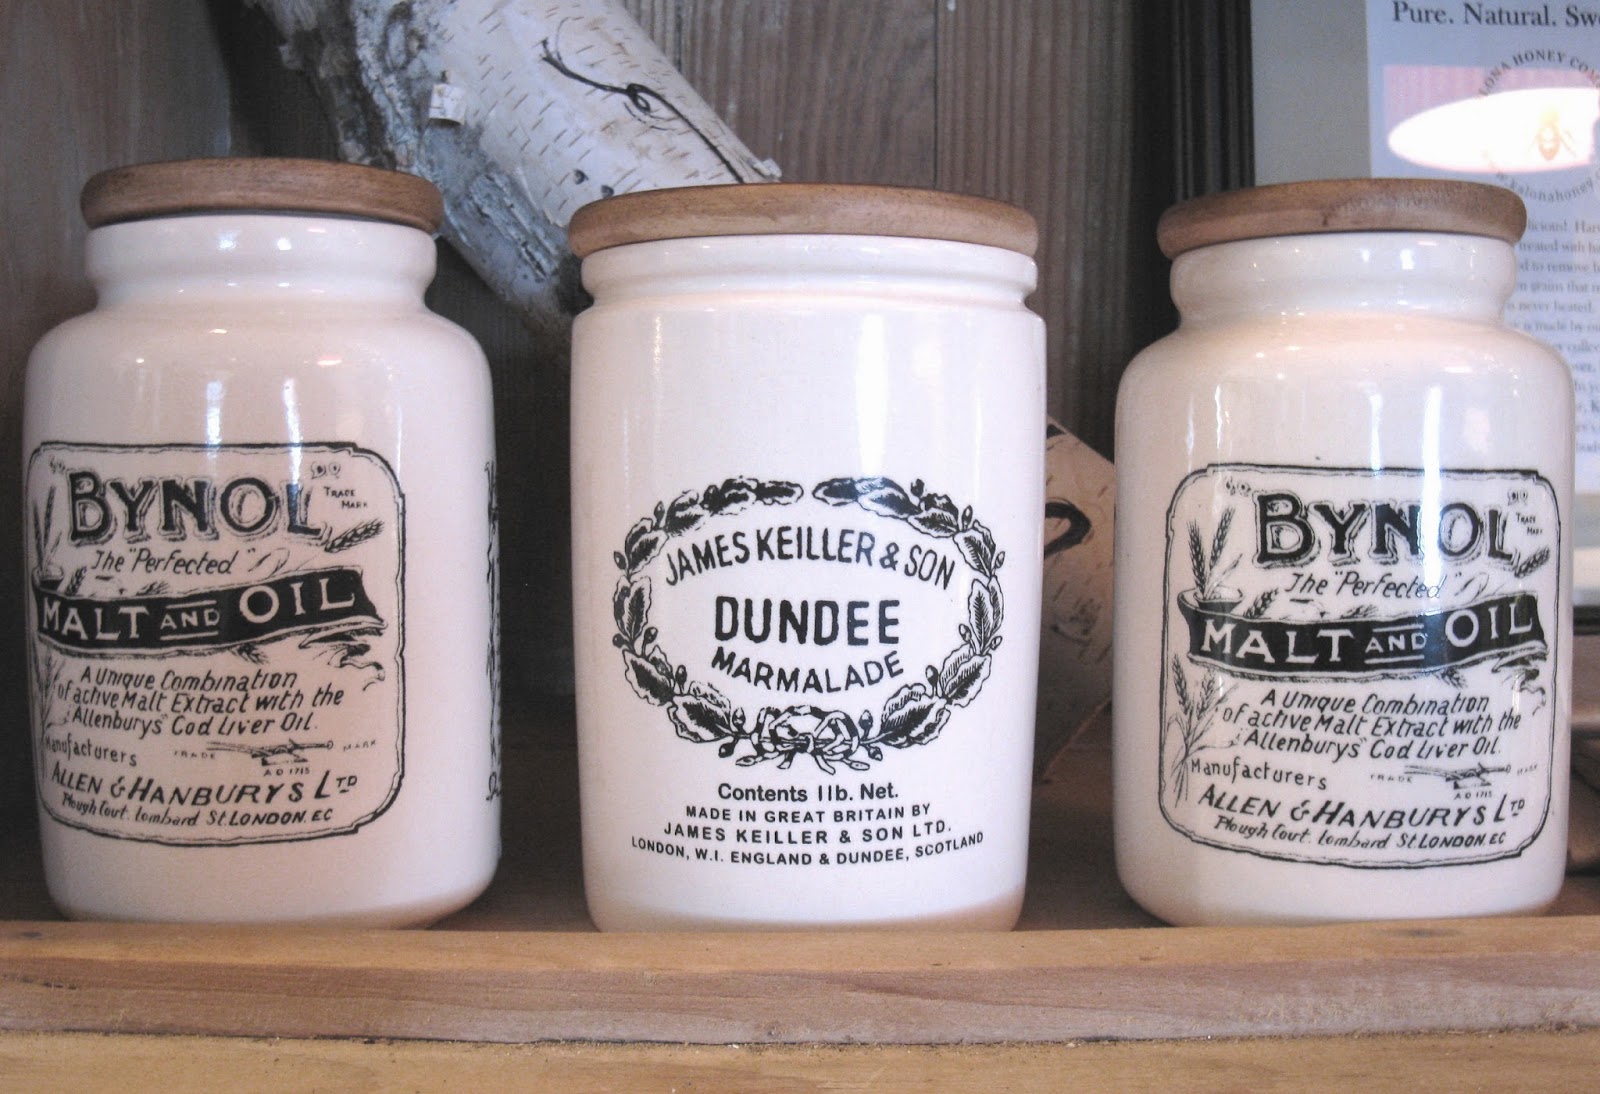 "BYNOL"
TRADE
MARK
The "Perfected"
MALT AND OIL
A Unique Combination
of active Malt Extract with the
"Allenburys" Cod Liver Oil.
Manufacturers
TRADE MARK
A D 1715
ALLEN & HANBURYS LTD
Plough Court. Lombard St. LONDON. EC
JAMES KEILLER & SON
DUNDEE
MARMALADE
Contents 1 lb. Net.
MADE IN GREAT BRITAIN BY
JAMES KEILLER & SON LTD.
LONDON, W.I. ENGLAND & DUNDEE, SCOTLAND
"BYNOL"
TRADE
MARK
The "Perfected"
MALT AND OIL
A Unique Combination
of active Malt Extract with the
Allenburys" Cod Liver Oil.
Manufacturers
TRADE MARK
A D 1715
ALLEN & HANBURYS LTD
Plough Court. Lombard St. LONDON. EC
Pure. Natural.
HONEY